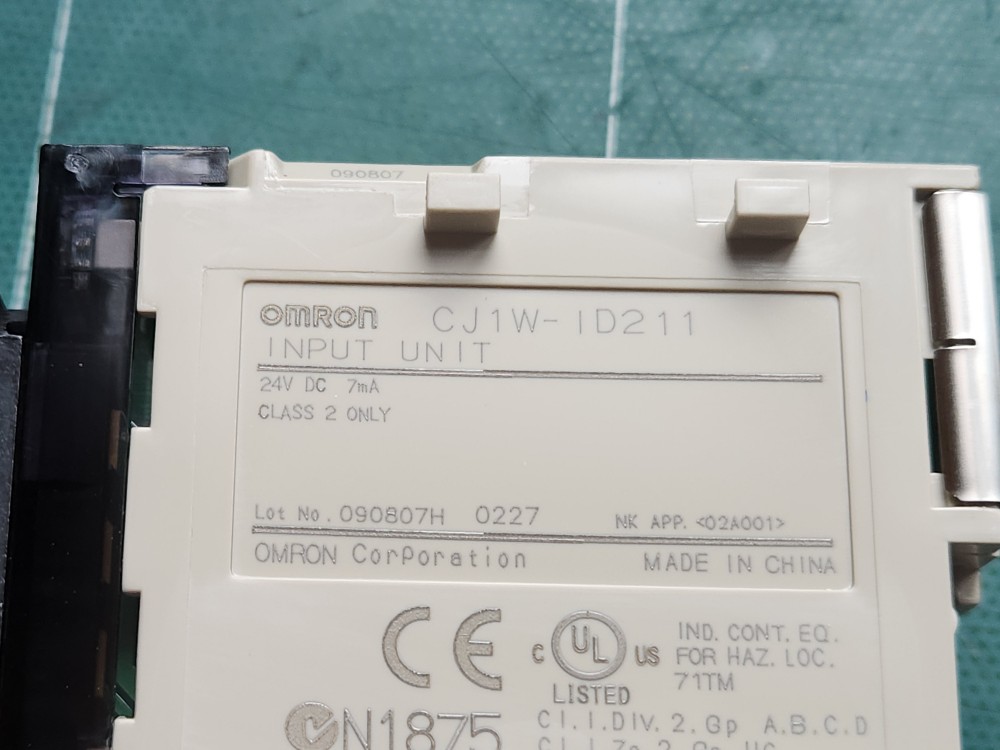 090807
OMRON CJ1W-ID211
INPUT UNIT
24V DC 7mA
CLASS 2 ONLY
Lot No. 090807H 0227 NK APP. <02A001>
OMRON Corporation MADE IN CHINA
CE
C UL US
LISTED
IND. CONT. EQ.
FOR HAZ. LOC.
71TM
N1875
Cl. I. DIV. 2. Gp A.B.C.D